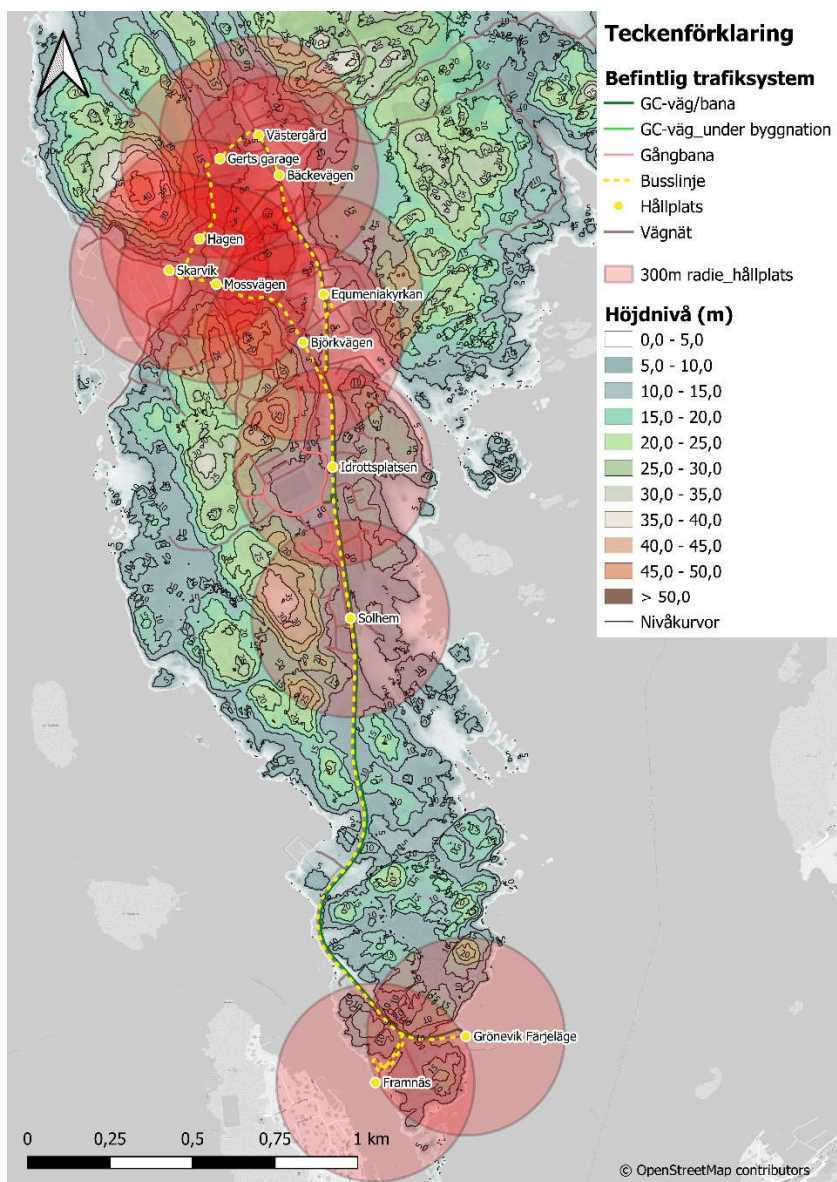 Teckenförklaring
Befintlig trafiksystem
GC-väg/bana
GC-väg_under byggnation
Gångbana
Busslinje
Hållplats
Vägnät
300m radie_hållplats
Höjdnivå (m)
0,0 - 5,0
5,0 - 10,0
10,0 - 15,0
15,0 - 20,0
20,0 - 25,0
25,0 - 30,0
30,0 - 35,0
35,0 - 40,0
40,0 - 45,0
45,0 - 50,0
> 50,0
Nivåkurvor
Västergård
Gerts garage
Bäckevägen
Hagen
Skarvik
Mossvägen
Equmeniakyrkan
Björkvägen
Idrottsplatsen
Solhem
Grönevik Färjeläge
Framnäs
0 0,25 0,5 0,75 1 km
© OpenStreetMap contributors